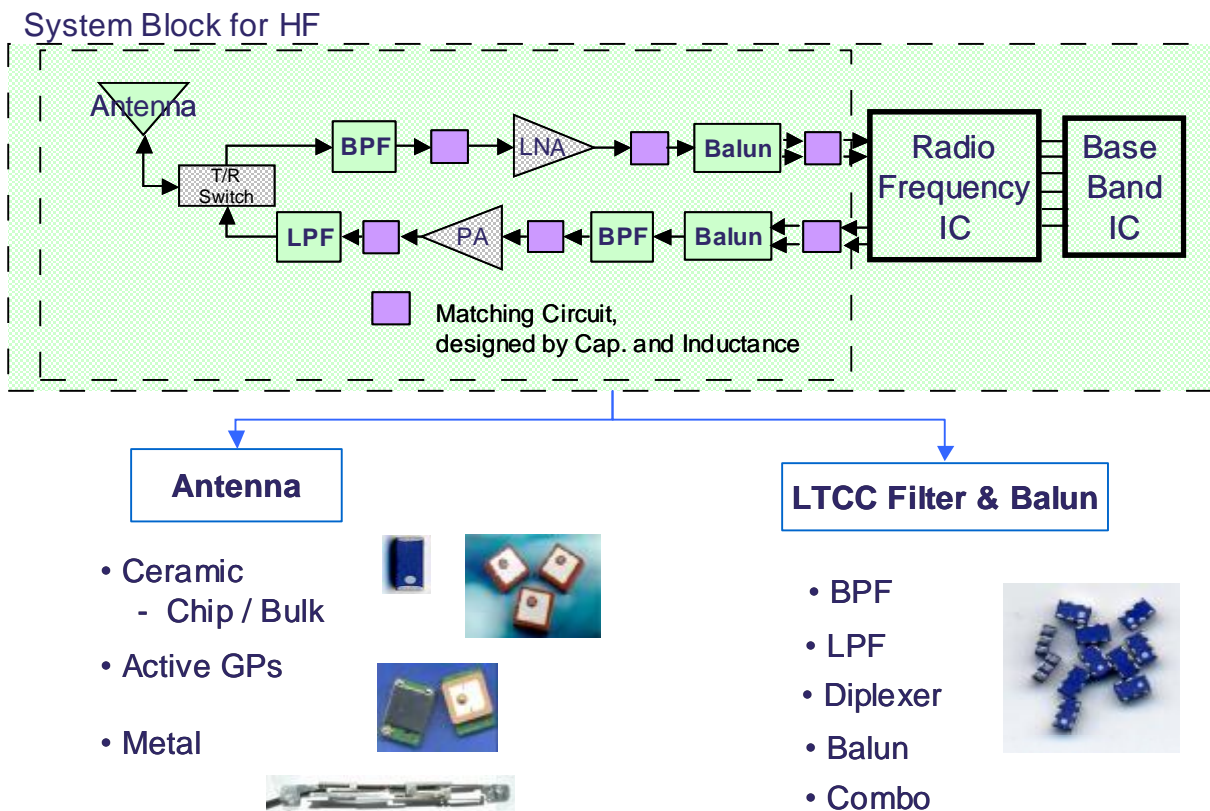 System Block for HF
Antenna
T/R
Switch
BPF
LNA
Balun
Radio
Frequency
IC
Base
Band
IC
LPF
PA
BPF
Balun
Matching Circuit,
designed by Cap. and Inductance
Antenna
• Ceramic
- Chip / Bulk
• Active GPs
• Metal
LTCC Filter & Balun
• BPF
• LPF
• Diplexer
• Balun
• Combo